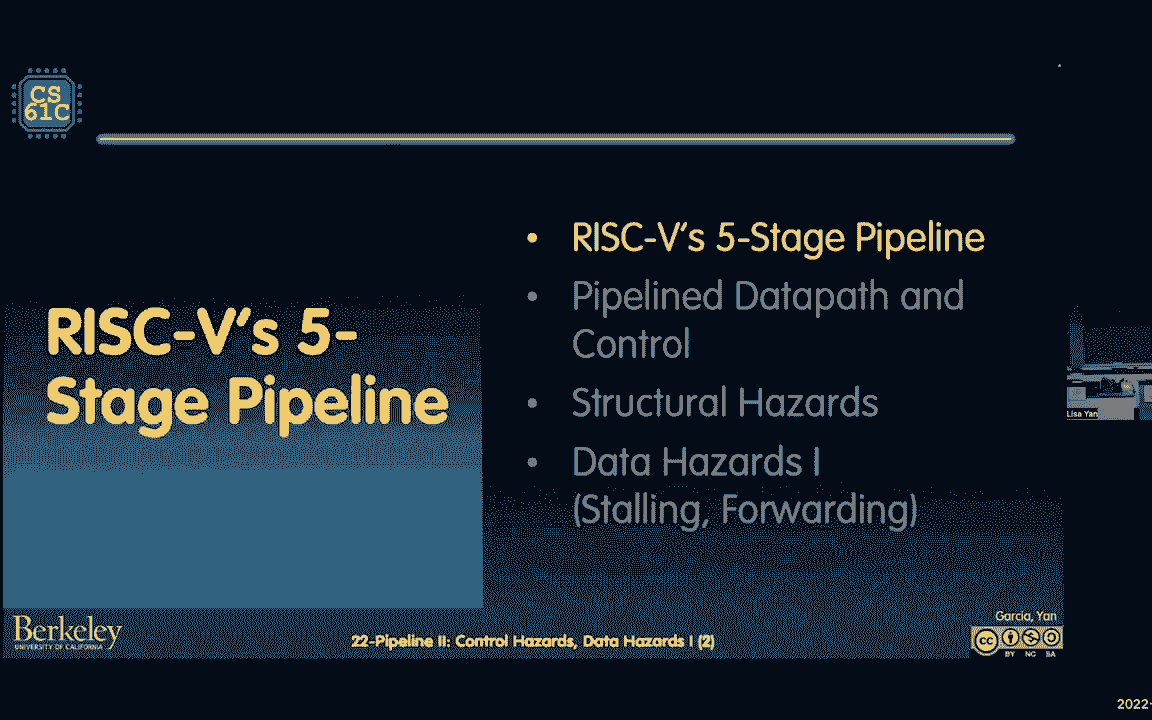 CS
61C
RISC-V's 5-
Stage Pipeline
• RISC-V's 5-Stage Pipeline
• Pipelined Datapath and
Control
• Structural Hazards
• Data Hazards I
(Stalling, Forwarding)
Lisa Yan
Berkeley
UNIVERSITY OF CALIFORNIA
22-Pipeline II: Control Hazards, Data Hazards I (2)
Garcia, Yan
cc
BY NC SA
2022-